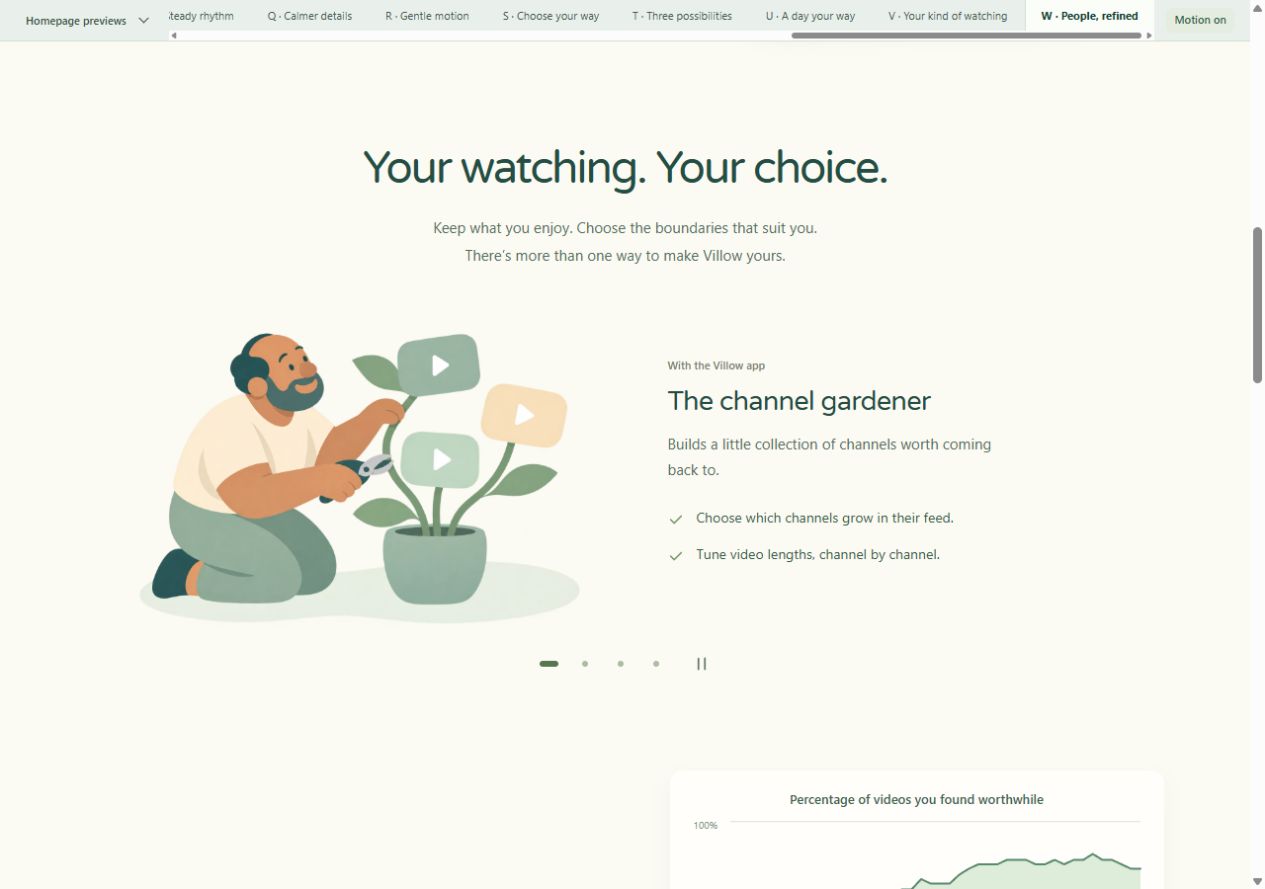 Homepage previews
teady rhythm
Q · Calmer details
R · Gentle motion
S · Choose your way
T · Three possibilities
U · A day your way
V · Your kind of watching
W · People, refined
Motion on
Your watching. Your choice.
Keep what you enjoy. Choose the boundaries that suit you.
There's more than one way to make Villow yours.
With the Villow app
The channel gardener
Builds a little collection of channels worth coming
back to.
Choose which channels grow in their feed.
Tune video lengths, channel by channel.
Percentage of videos you found worthwhile
100%